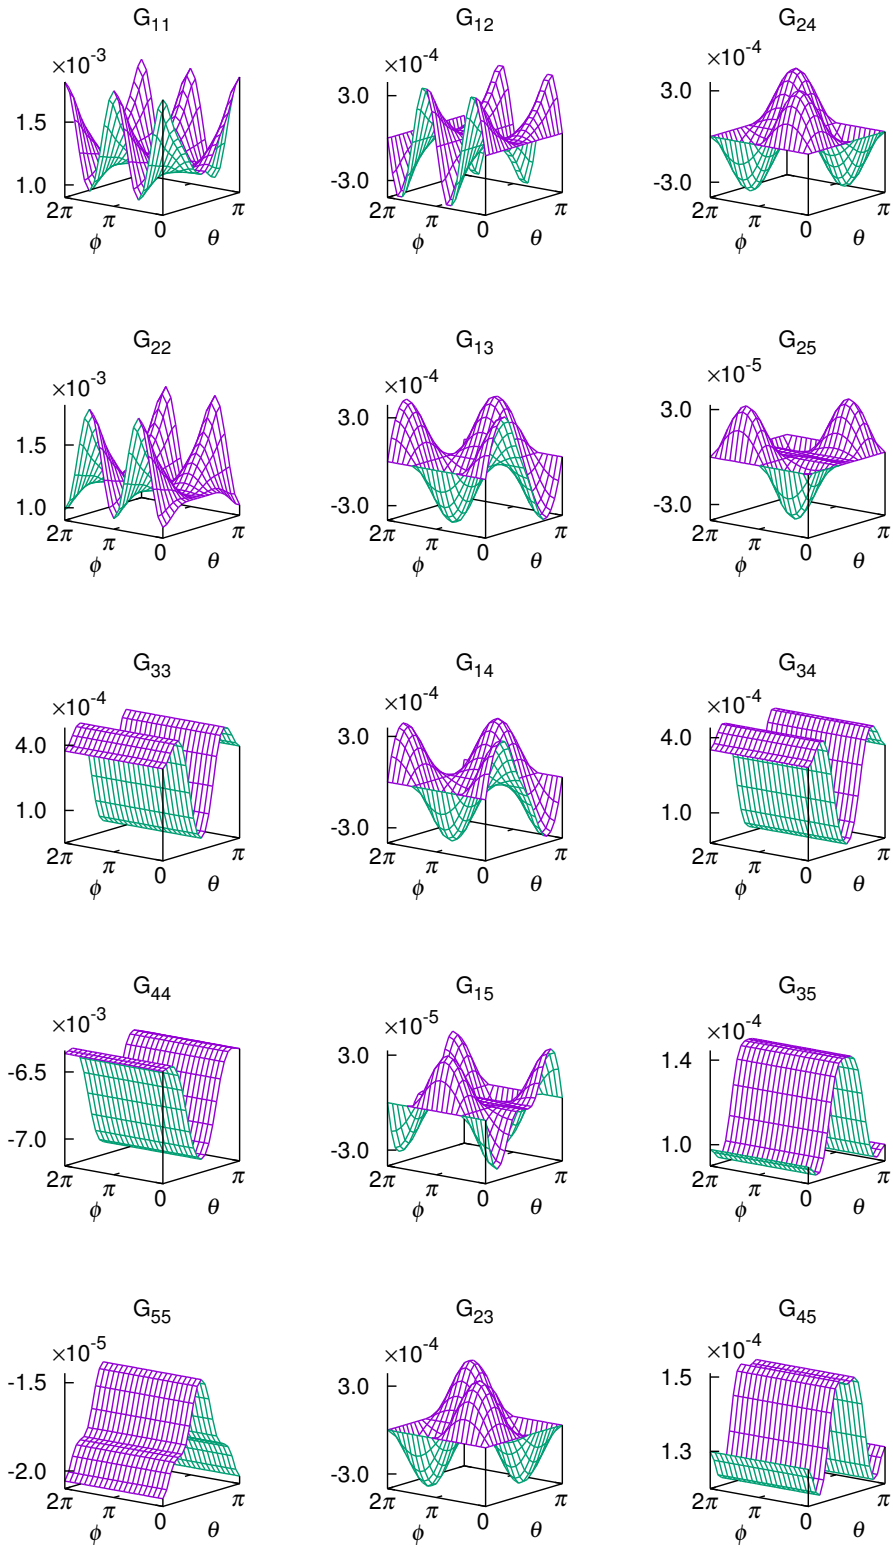 G11 G12 G24
×10-3 ×10-4 ×10-4
1.5 3.0 3.0
1.0 -3.0 -3.0
2π π 0 π 2π π 0 π 2π π 0 π
ϕ θ ϕ θ ϕ θ
G22 G13 G25
×10-3 ×10-4 ×10-5
1.5 3.0 3.0
1.0 -3.0 -3.0
2π π 0 π 2π π 0 π 2π π 0 π
ϕ θ ϕ θ ϕ θ
G33 G14 G34
×10-4 ×10-4 ×10-4
4.0 3.0 4.0
1.0 -3.0 1.0
2π π 0 π 2π π 0 π 2π π 0 π
ϕ θ ϕ θ ϕ θ
G44 G15 G35
×10-3 ×10-5 ×10-4
-6.5 3.0 1.4
-7.0 -3.0 1.0
2π π 0 π 2π π 0 π 2π π 0 π
ϕ θ ϕ θ ϕ θ
G55 G23 G45
×10-5 ×10-4 ×10-4
-1.5 3.0 1.5
-2.0 -3.0 1.3
2π π 0 π 2π π 0 π 2π π 0 π
ϕ θ ϕ θ ϕ θ